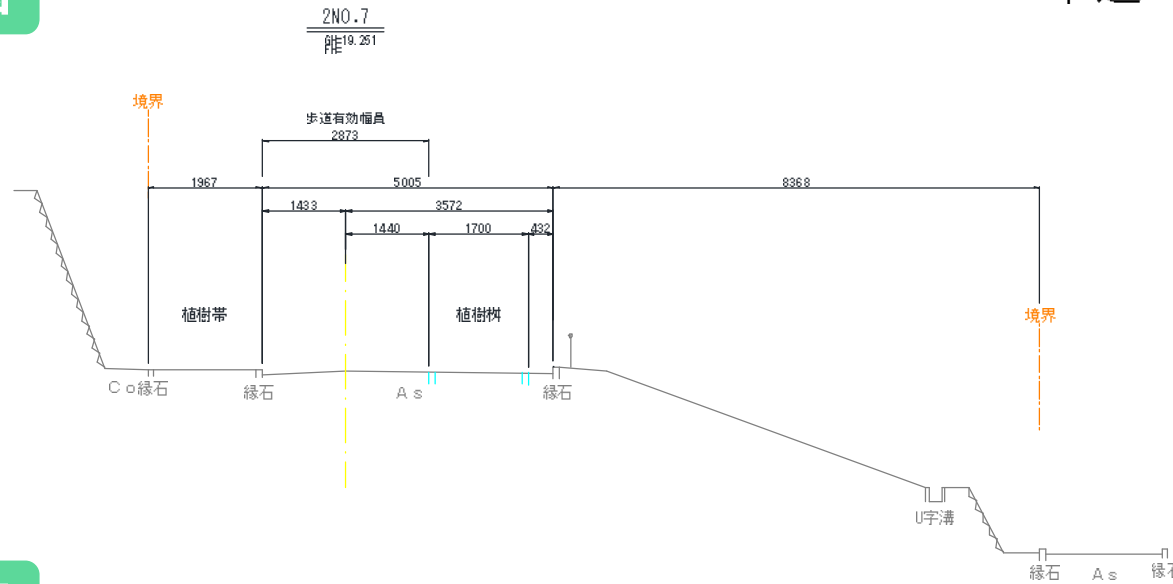 2NO.7
19.251
境界
歩道有効幅員
2873
1967
5005
8368
1433
3572
1440
1700
432
植樹帯
植樹桝
境界
Co縁石
縁石
As
縁石
U字溝
縁石
As